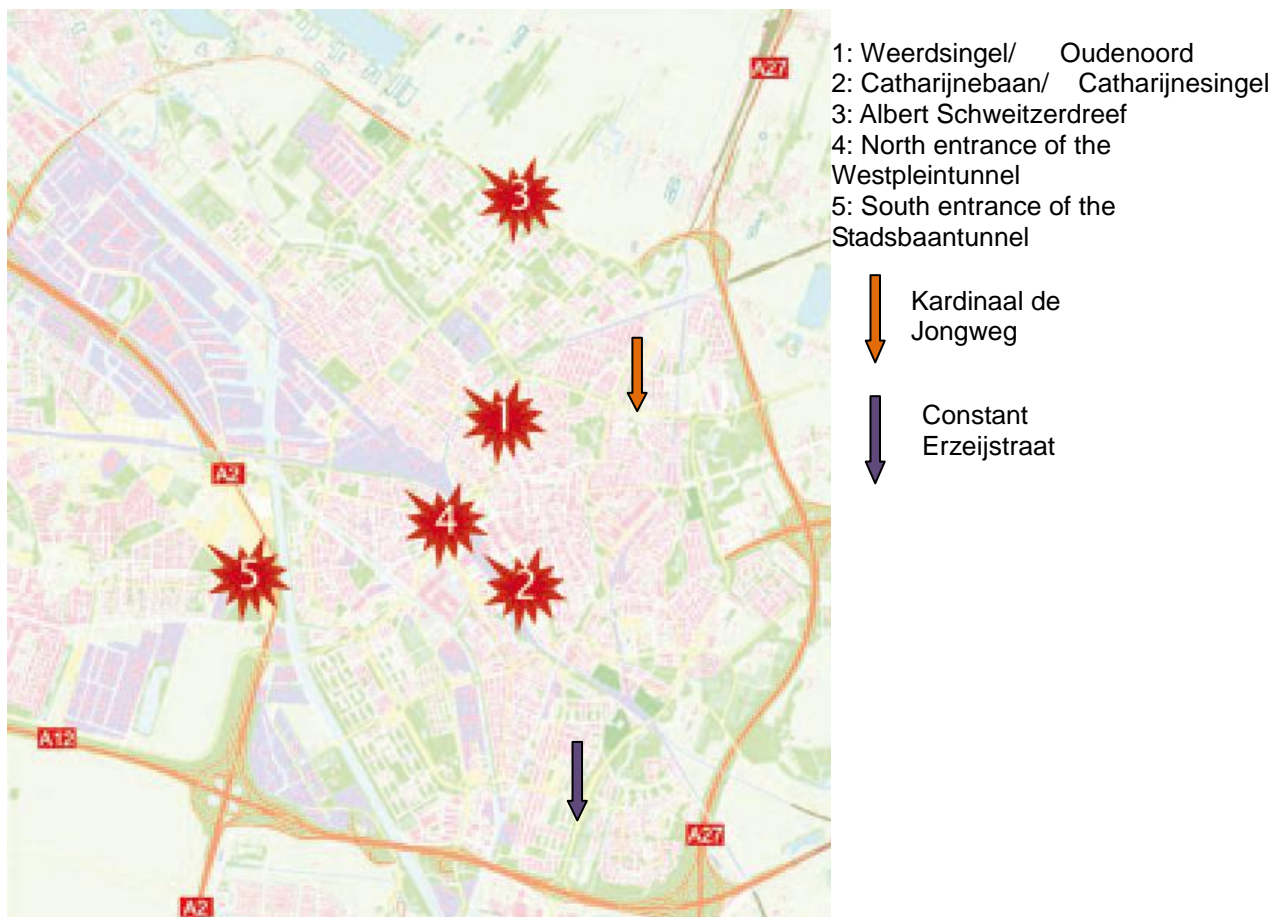 A27
3
1
A2
4
5
2
A12
A27
A2
1: Weerdsingel/ Oudenoord
2: Catharijnebaan/ Catharijnesingel
3: Albert Schweitzerdreef
4: North entrance of the
Westpleintunnel
5: South entrance of the
Stadsbaantunnel
Kardinaal de
Jongweg
Constant
Erzeijstraat